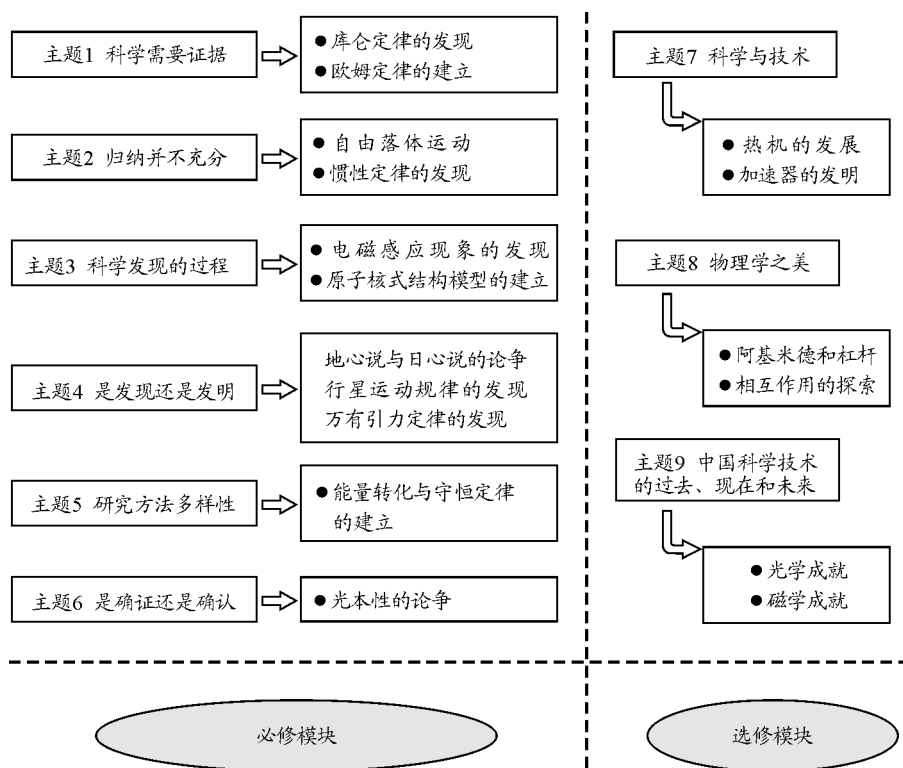 主题1 科学需要证据
● 库仑定律的发现
● 欧姆定律的建立
主题2 归纳并不充分
● 自由落体运动
● 惯性定律的发现
主题3 科学发现的过程
● 电磁感应现象的发现
● 原子核式结构模型的建立
主题4 是发现还是发明
地心说与日心说的论争
行星运动规律的发现
万有引力定律的发现
主题5 研究方法多样性
● 能量转化与守恒定律
的建立
主题6 是确证还是确认
● 光本性的论争
必修模块
主题7 科学与技术
● 热机的发展
● 加速器的发明
主题8 物理学之美
● 阿基米德和杠杆
● 相互作用的探索
主题9 中国科学技术
的过去、现在和未来
● 光学成就
● 磁学成就
选修模块